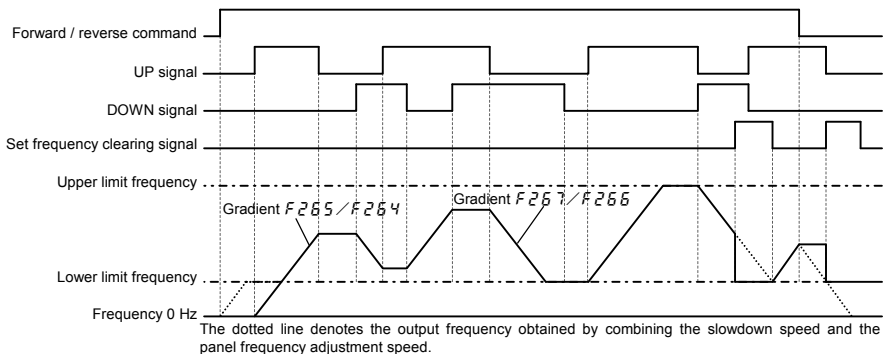 Forward / reverse command
UP signal
DOWN signal
Set frequency clearing signal
Upper limit frequency
Gradient F265/F264
Gradient F267/F266
Lower limit frequency
Frequency 0 Hz
The dotted line denotes the output frequency obtained by combining the slowdown speed and the
panel frequency adjustment speed.